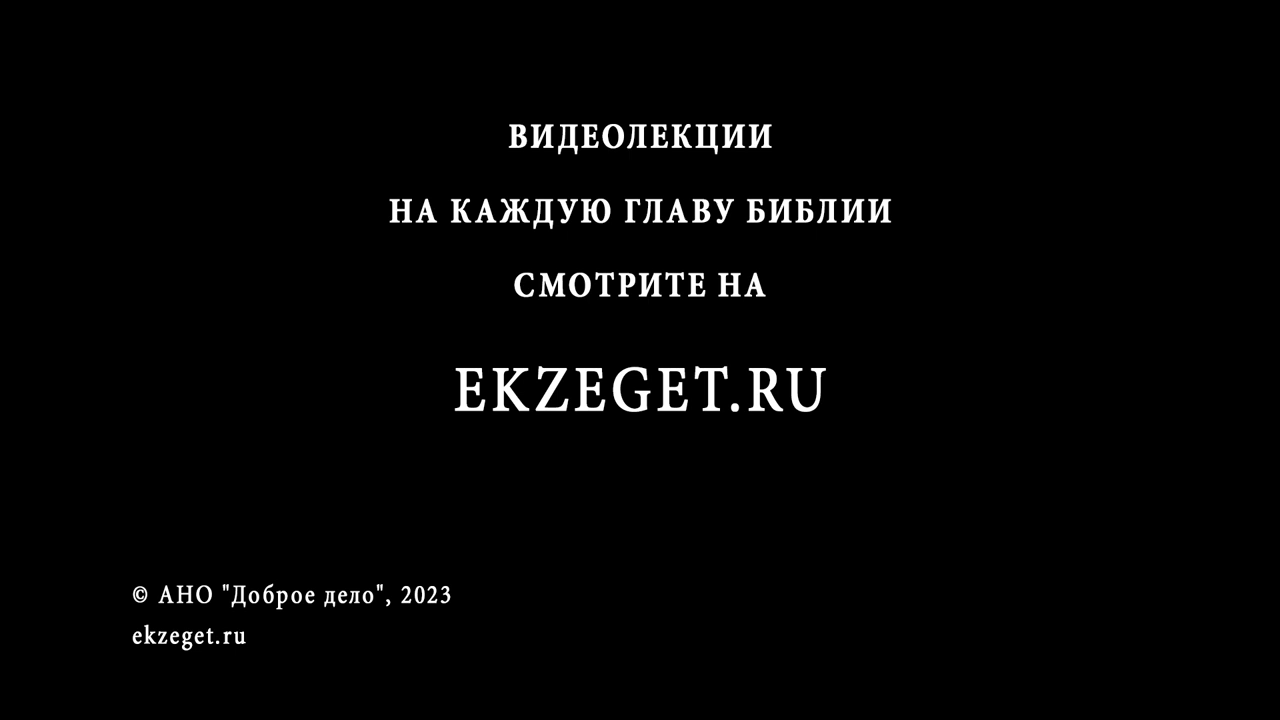 ВИДЕОЛЕКЦИИ
НА КАЖДУЮ ГЛАВУ БИБЛИИ
СМОТРИТЕ НА
EKZEGET.RU
© АНО "Доброе дело", 2023
ekzeget.ru